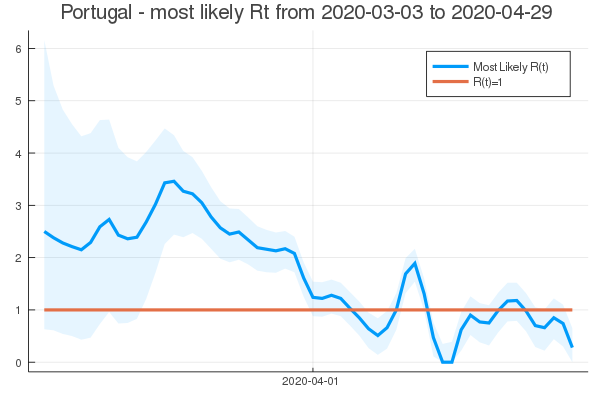 Portugal - most likely Rt from 2020-03-03 to 2020-04-29
6
5
4
3
2
1
0
Most Likely R(t)
R(t)=1
2020-04-01